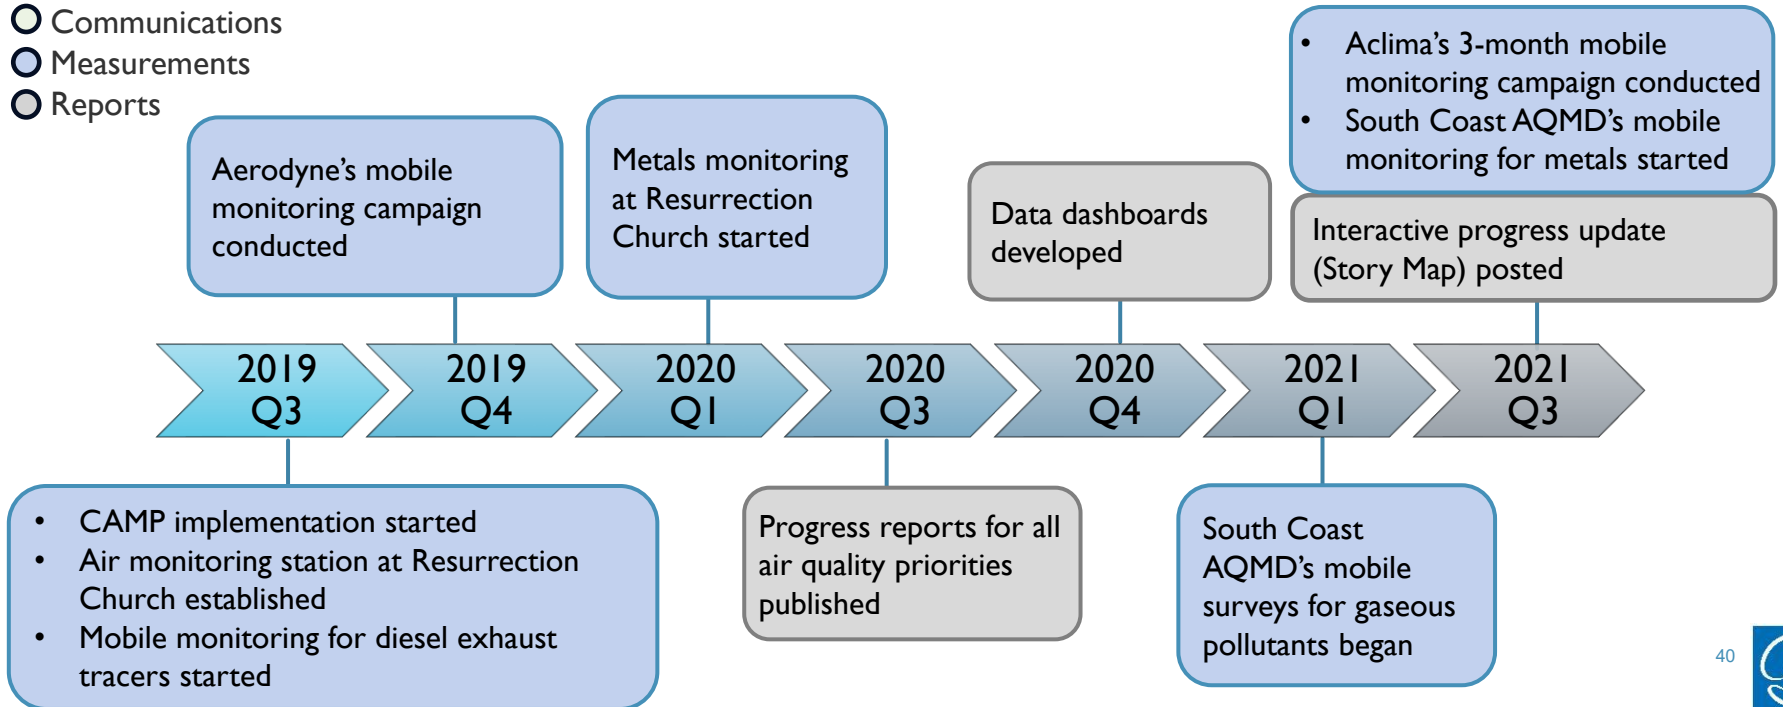 Communications
Measurements
Reports
Aerodyne's mobile
monitoring campaign
conducted
Metals monitoring
at Resurrection
Church started
Data dashboards
developed
• Aclima's 3-month mobile
monitoring campaign conducted
• South Coast AQMD's mobile
monitoring for metals started
Interactive progress update
(Story Map) posted
2019
Q3
2019
Q4
2020
Q1
2020
Q3
2020
Q4
2021
Q1
2021
Q3
• CAMP implementation started
• Air monitoring station at Resurrection
Church established
• Mobile monitoring for diesel exhaust
tracers started
Progress reports for all
air quality priorities
published
South Coast
AQMD's mobile
surveys for gaseous
pollutants began
40